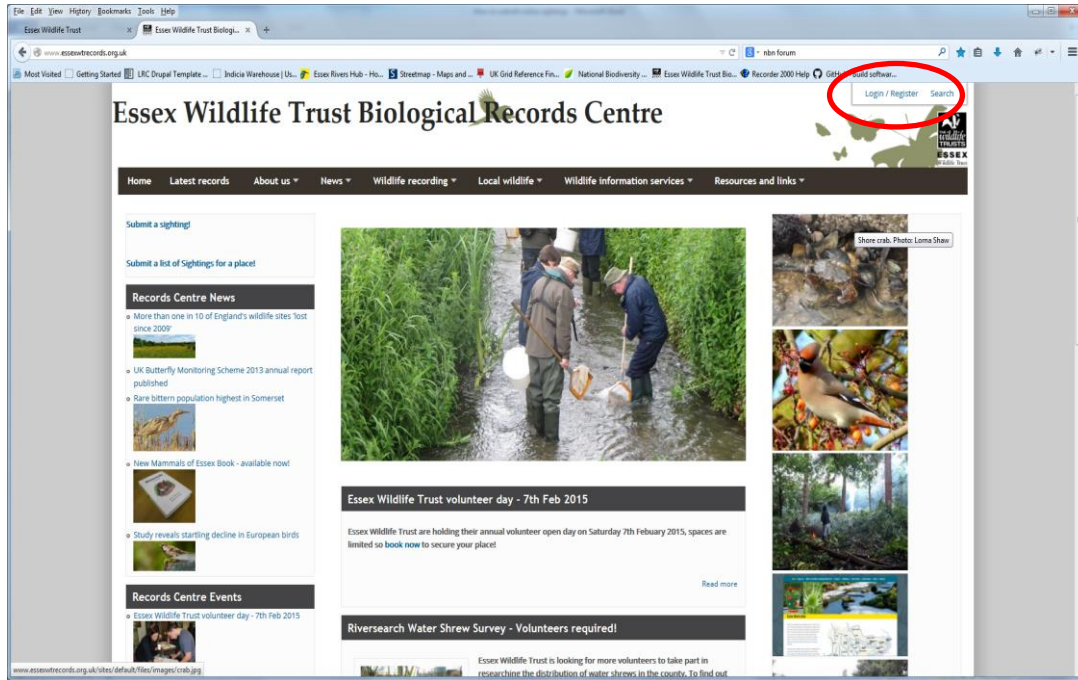 File Edit View History Bookmarks Tools Help
Essex Wildlife Trust × Essex Wildlife Trust Biologi... × +
www.essexwtrecords.org.uk nbn forum
Most Visited Getting Started LRC Drupal Template ... Indicia Warehouse | Us... Essex Rivers Hub - Ho... Streetmap - Maps and ... UK Grid Reference Fin... National Biodiversity ... Essex Wildlife Trust Bio... Recorder 2000 Help GitHub · Build softwar...
Login / Register Search
Essex Wildlife Trust Biological Records Centre
wildlife
TRUSTS
ESSEX
Wildlife Trust
Home Latest records About us News Wildlife recording Local wildlife Wildlife information services Resources and links
Submit a sighting!
Submit a list of Sightings for a place!
Records Centre News
More than one in 10 of England's wildlife sites 'lost
since 2009'
UK Butterfly Monitoring Scheme 2013 annual report
published
Rare bittern population highest in Somerset
New Mammals of Essex Book - available now!
Study reveals startling decline in European birds
Records Centre Events
Essex Wildlife Trust volunteer day - 7th Feb 2015
Shore crab. Photo: Lorna Shaw
Essex Wildlife Trust volunteer day - 7th Feb 2015
Essex Wildlife Trust are holding their annual volunteer open day on Saturday 7th Febuary 2015, spaces are
limited so book now to secure your place!
Read more
Riversearch Water Shrew Survey - Volunteers required!
Essex Wildlife Trust is looking for more volunteers to take part in
researching the distribution of water shrews in the county. To find out
www.essexwtrecords.org.uk/sites/default/files/images/crab.jpg